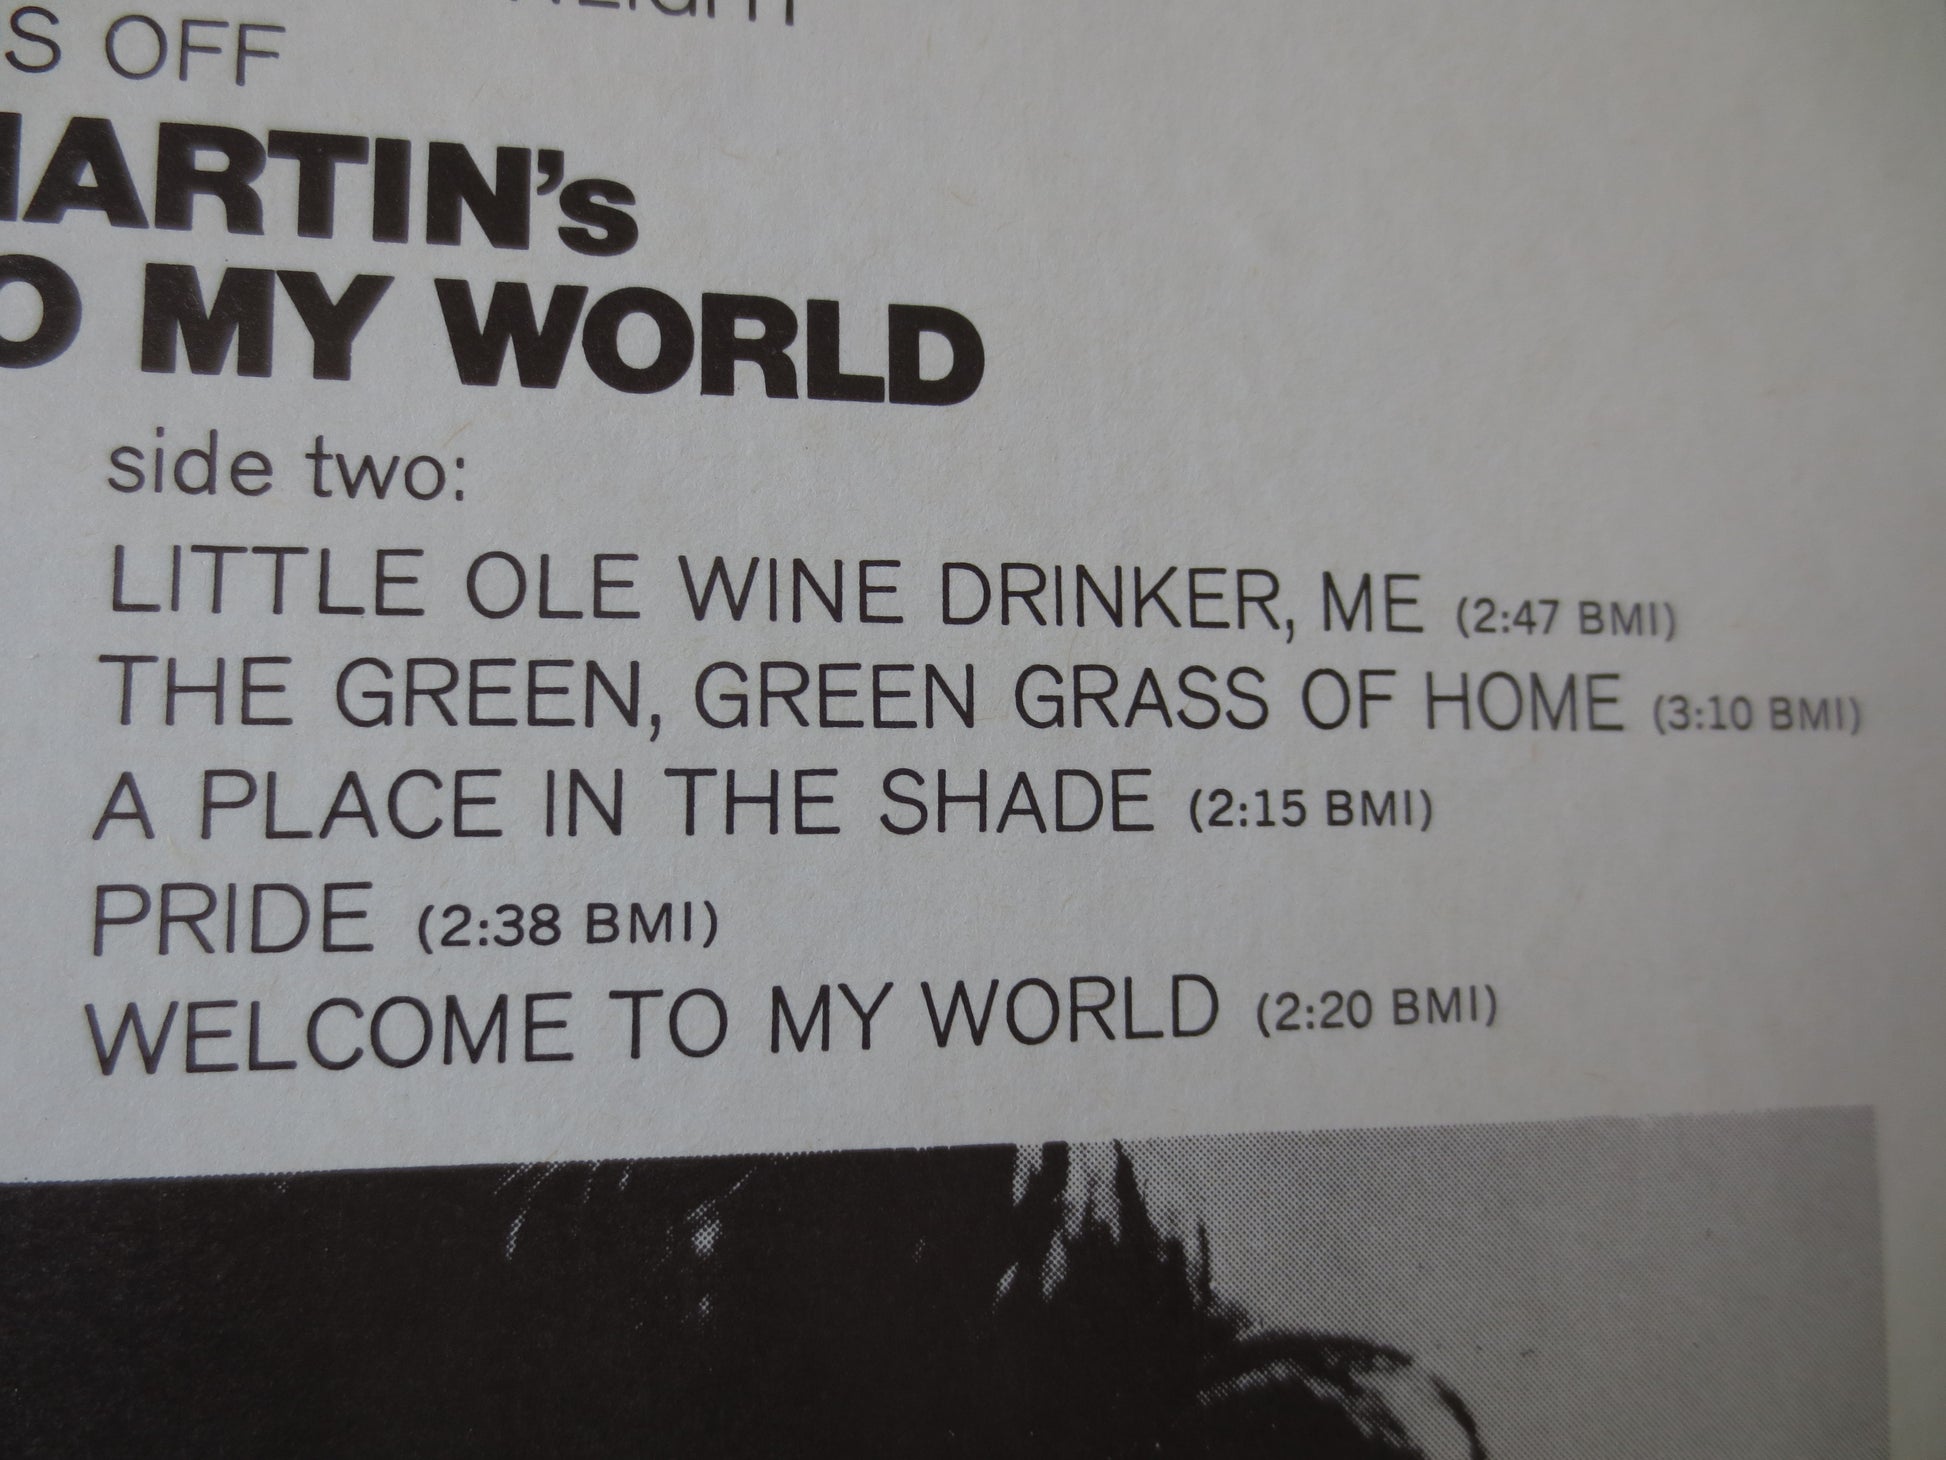 S OFF
MARTIN's
O MY WORLD
side two:
LITTLE OLE WINE DRINKER, ME (2:47 BMI)
THE GREEN, GREEN GRASS OF HOME (3:10 BMI)
A PLACE IN THE SHADE (2:15 BMI)
PRIDE (2:38 BMI)
WELCOME TO MY WORLD (2:20 BMI)